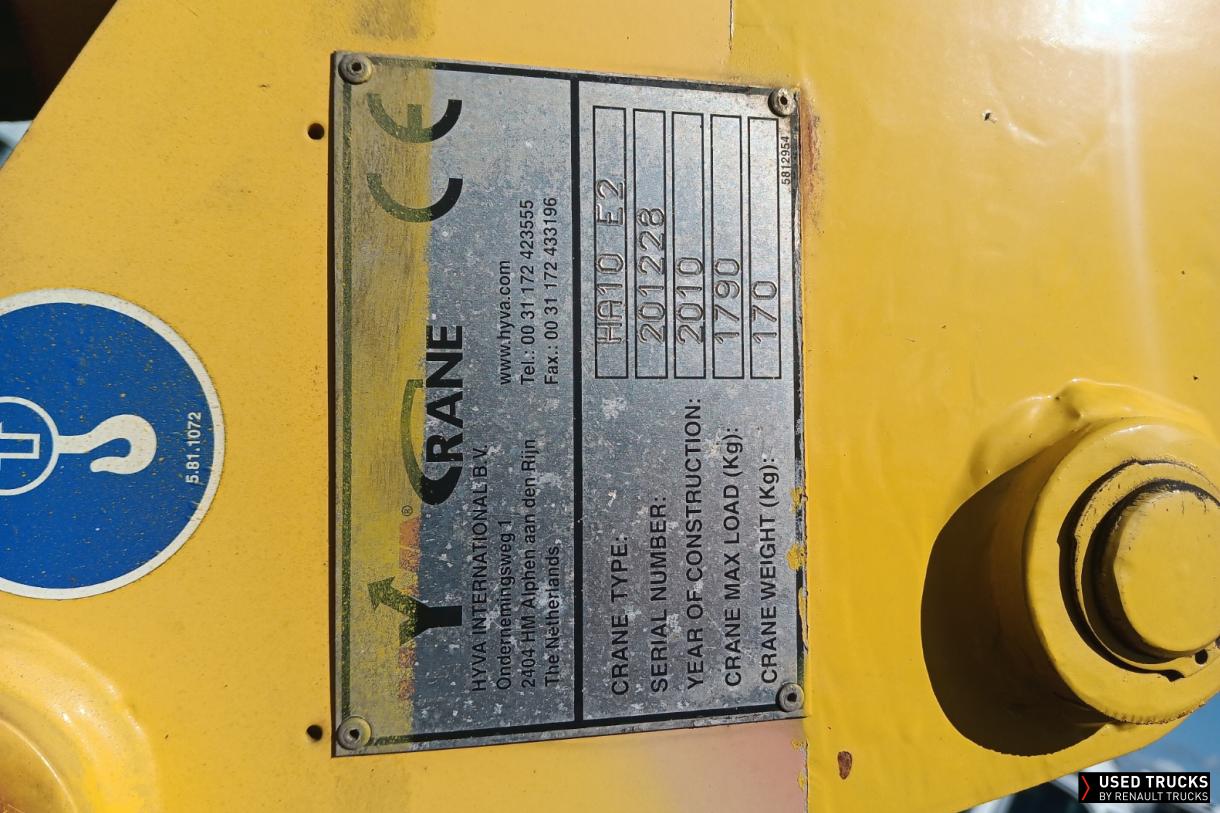 HYVA®
CRANE
CE CE
HYVA INTERNATIONAL B.V.
Ondernemingsweg 1
2404 HM Alphen aan den Rijn
The Netherlands
www.hyva.com
Tel.: 00 31 172 423555
Fax.: 00 31 172 433196
CRANE TYPE: HA10 E2
SERIAL NUMBER: 201228
YEAR OF CONSTRUCTION: 2010
CRANE MAX LOAD (Kg): 1790
CRANE WEIGHT (Kg): 170
5812954
5.81.1072
USED TRUCKS
BY RENAULT TRUCKS